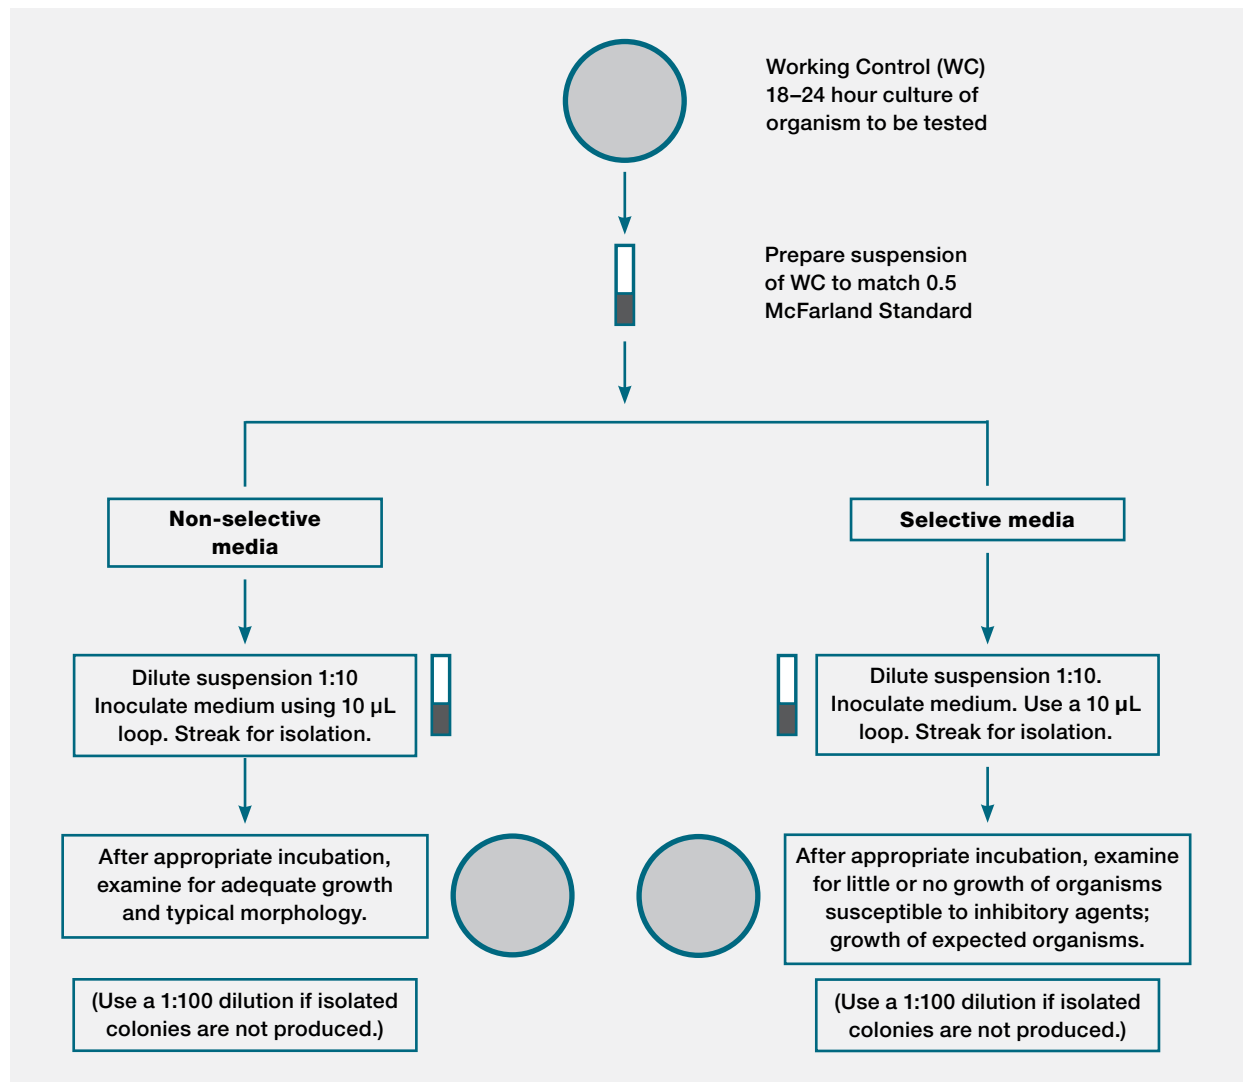 Working Control (WC)
18–24 hour culture of
organism to be tested
Prepare suspension
of WC to match 0.5
McFarland Standard
Non-selective
media
Selective media
Dilute suspension 1:10
Inoculate medium using 10 µL
loop. Streak for isolation.
Dilute suspension 1:10.
Inoculate medium. Use a 10 µL
loop. Streak for isolation.
After appropriate incubation,
examine for adequate growth
and typical morphology.
After appropriate incubation, examine
for little or no growth of organisms
susceptible to inhibitory agents;
growth of expected organisms.
(Use a 1:100 dilution if isolated
colonies are not produced.)
(Use a 1:100 dilution if isolated
colonies are not produced.)